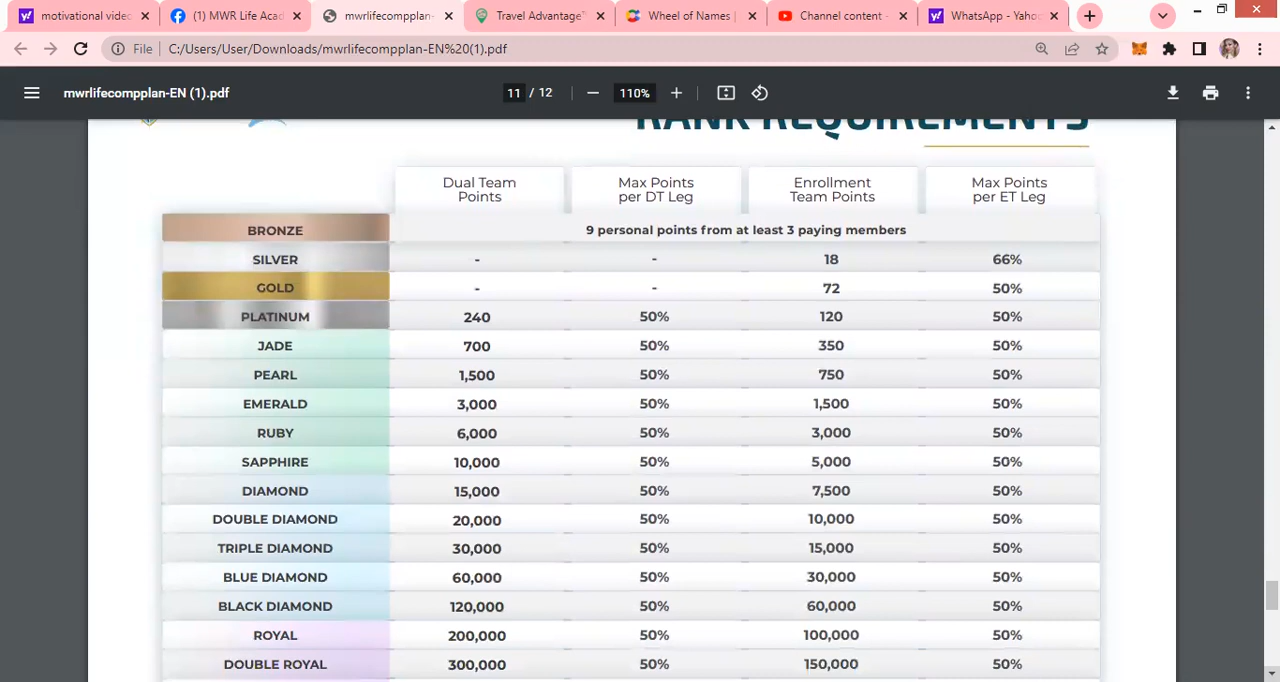 motivational video
(1) MWR Life Acad
mwrlifecompplan-
Travel Advantage™
Wheel of Names |
Channel content -
WhatsApp - Yahoo
File C:/Users/User/Downloads/mwrlifecompplan-EN%20(1).pdf
mwrlifecompplan-EN (1).pdf 11 / 12 110%
RANK REQUIREMENTS
Dual Team Points Max Points per DT Leg Enrollment Team Points Max Points per ET Leg
BRONZE 9 personal points from at least 3 paying members
SILVER - - 18 66%
GOLD - - 72 50%
PLATINUM 240 50% 120 50%
JADE 700 50% 350 50%
PEARL 1,500 50% 750 50%
EMERALD 3,000 50% 1,500 50%
RUBY 6,000 50% 3,000 50%
SAPPHIRE 10,000 50% 5,000 50%
DIAMOND 15,000 50% 7,500 50%
DOUBLE DIAMOND 20,000 50% 10,000 50%
TRIPLE DIAMOND 30,000 50% 15,000 50%
BLUE DIAMOND 60,000 50% 30,000 50%
BLACK DIAMOND 120,000 50% 60,000 50%
ROYAL 200,000 50% 100,000 50%
DOUBLE ROYAL 300,000 50% 150,000 50%